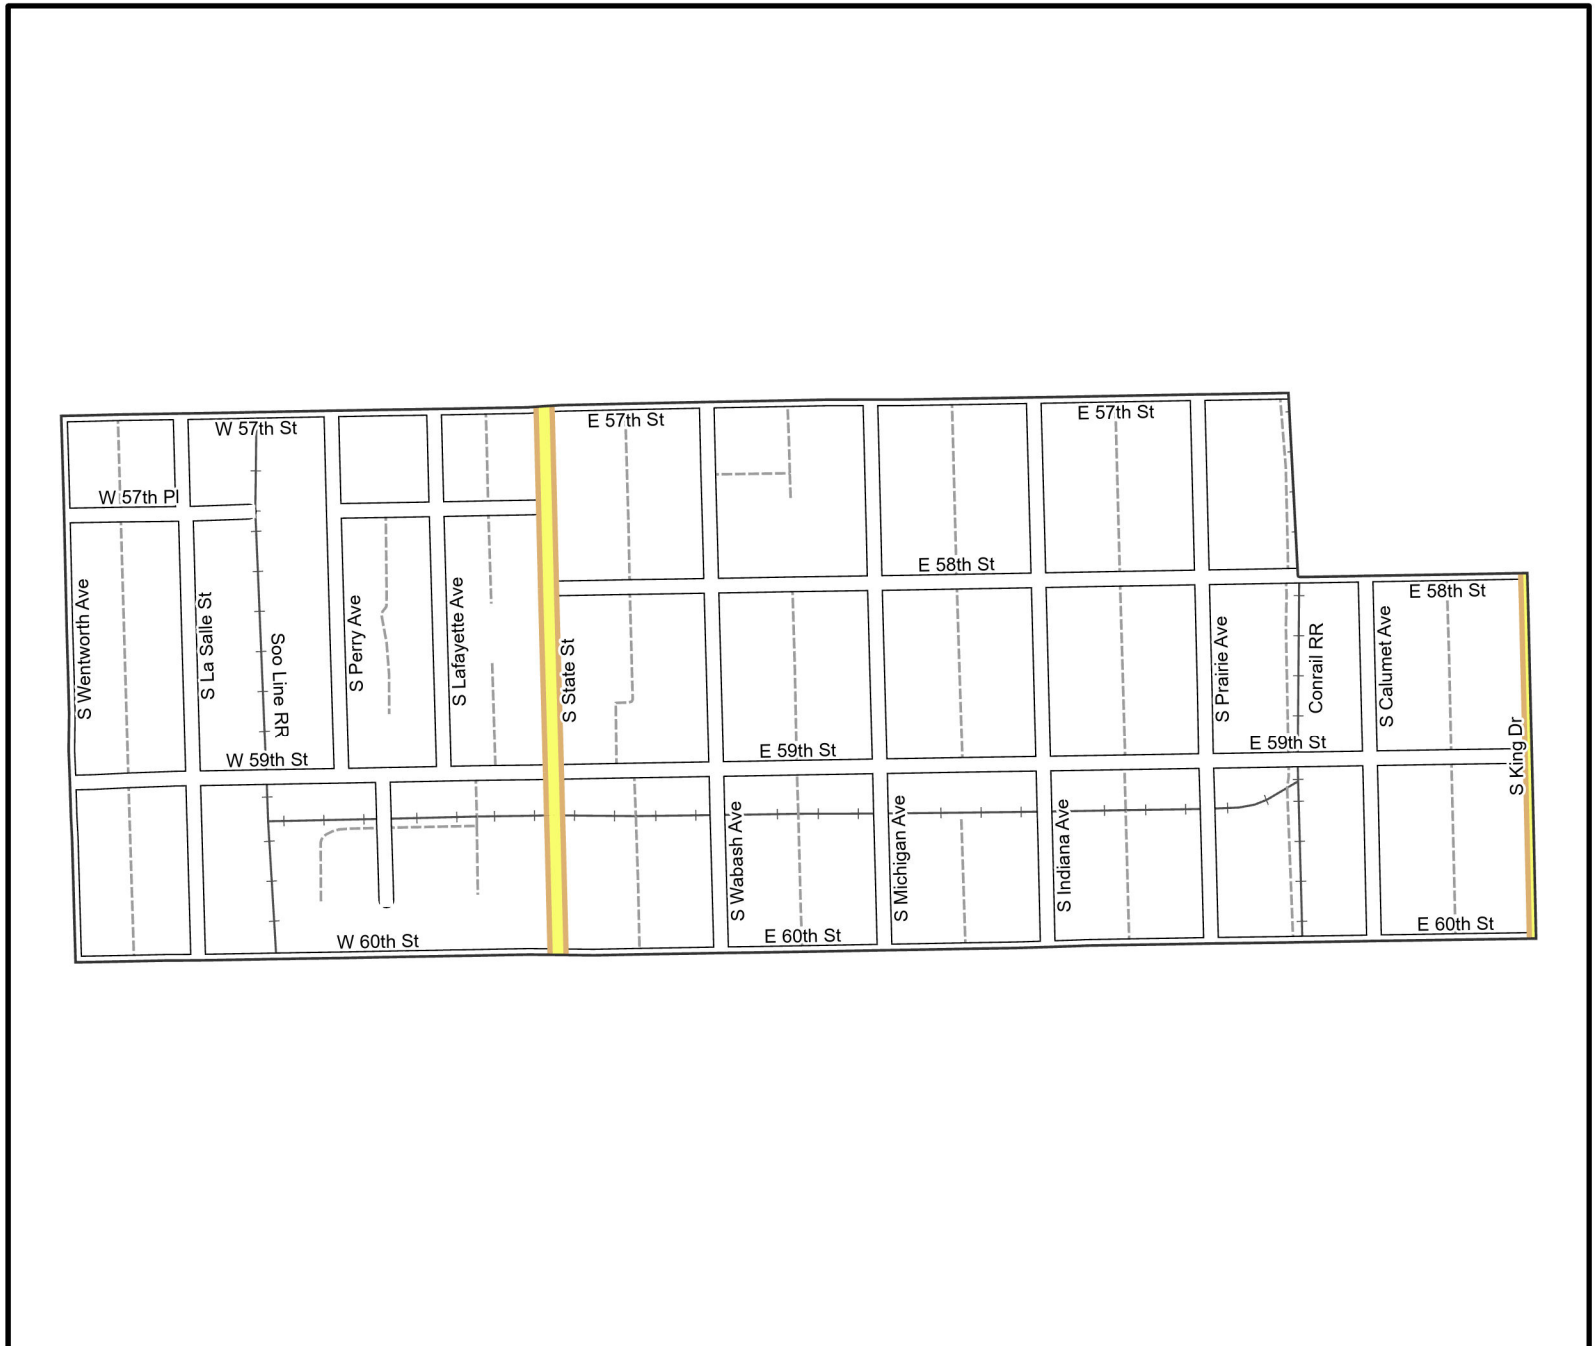 W 57th St
E 57th St
E 57th St
W 57th Pl
E 58th St
E 58th St
S Wentworth Ave
S La Salle St
Soo Line RR
S Perry Ave
S Lafayette Ave
S State St
S Prairie Ave
Conrail RR
S Calumet Ave
S King Dr
W 59th St
E 59th St
E 59th St
S Wabash Ave
S Michigan Ave
S Indiana Ave
W 60th St
E 60th St
E 60th St